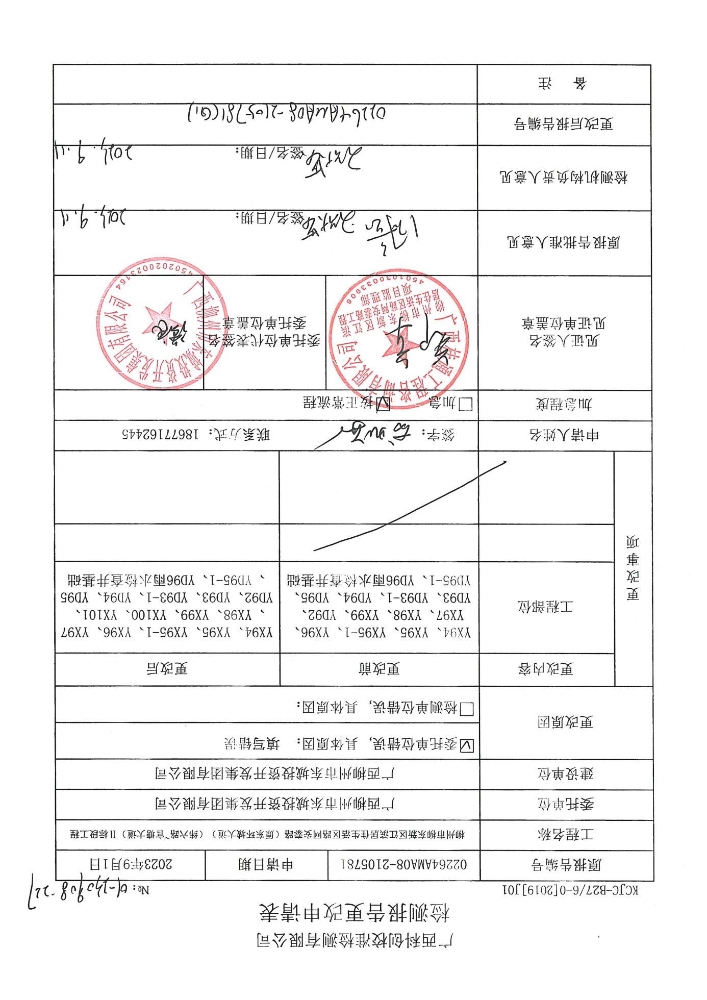 广西科创校准检测有限公司
检测报告更改申请表
KCJC-B27/6-0[2019]J01 №:
原报告编号 02264AMA08-2105781 申请日期 2023年9月1日
工程名称 柳州市柳东新区江滨居住生活区路网安泰路（原东环城大道）（纬六路~官塘大道）II标段工程
委托单位 广西柳州市东城投资开发集团有限公司
建设单位 广西柳州市东城投资开发集团有限公司
更改原因 ☑委托单位错误，具体原因： 填写错误
□检测单位错误，具体原因：
更改事项
更改内容 更改前 更改后
工程部位
YX94、YX95、YX95-1、YX96、
YX97、YX98、YX99、YD92、
YD93、YD93-1、YD94、YD95、
YD95-1、YD96雨水检查井基础
YX94、YX95、YX95-1、YX96、YX97
、YX98、YX99、YX100、YX101、
YD92、YD93、YD93-1、YD94、YD95
、YD95-1、YD96雨水检查井基础
申请人姓名 签字： 联系方式：18677162445
加急程度 □加急 ☑按正常流程
见证人签名
见证单位盖章
广西共通工程咨询有限公司
柳州市柳东新区江滨
居住生活区路网安泰路工程
项目监理部
4501030033906
委托单位代表签名
委托单位盖章
广西柳州市东城投资开发集团有限公司
4502020023164
原报告批准人意见
签名/日期： 9.11
检测机构负责人意见
签名/日期： 9.11
更改后报告编号 02264AMA08-2105781(G1)
备 注